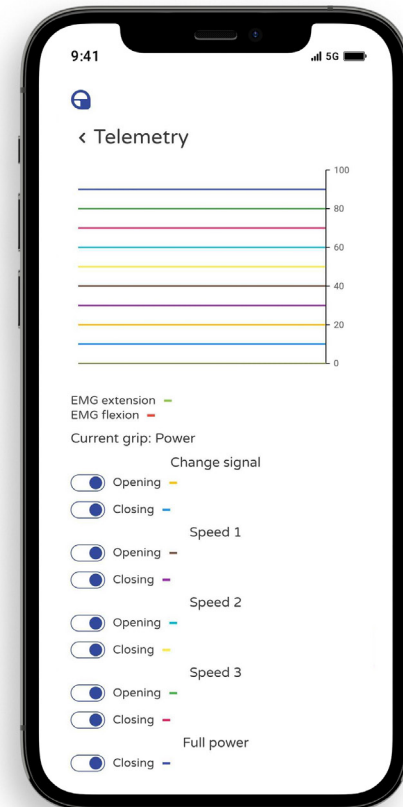 9:41
5G
< Telemetry
100
80
60
40
20
0
EMG extension
EMG flexion
Current grip: Power
Change signal
Opening
Closing
Speed 1
Opening
Closing
Speed 2
Opening
Closing
Speed 3
Opening
Closing
Full power
Closing